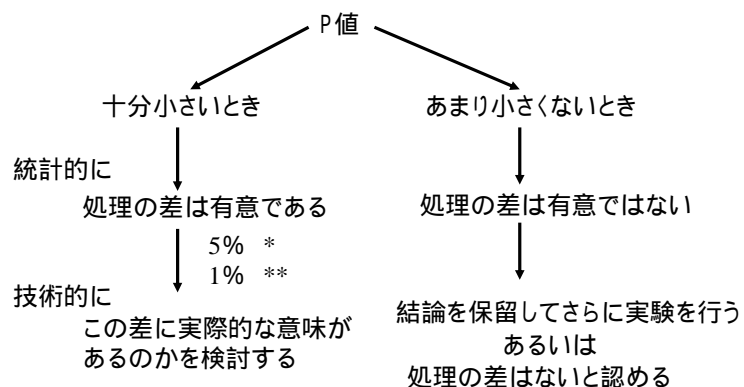 P値
十分小さいとき
あまり小さくないとき
統計的に
処理の差は有意である
処理の差は有意ではない
5% *
1% **
技術的に
この差に実際的な意味が
あるのかを検討する
結論を保留してさらに実験を行う
あるいは
処理の差はないと認める